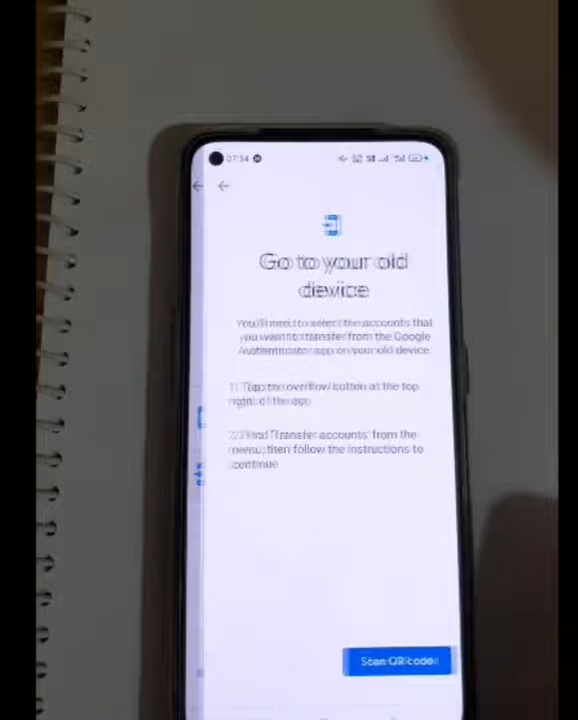 07:34
Go to your old
device
You'll need to select the accounts that
you want to transfer from the Google
Authenticator app on your old device
1. Tap the overflow button at the top
right of the app
2. Find 'Transfer accounts' from the
menu, then follow the instructions to
continue
Scan QR code